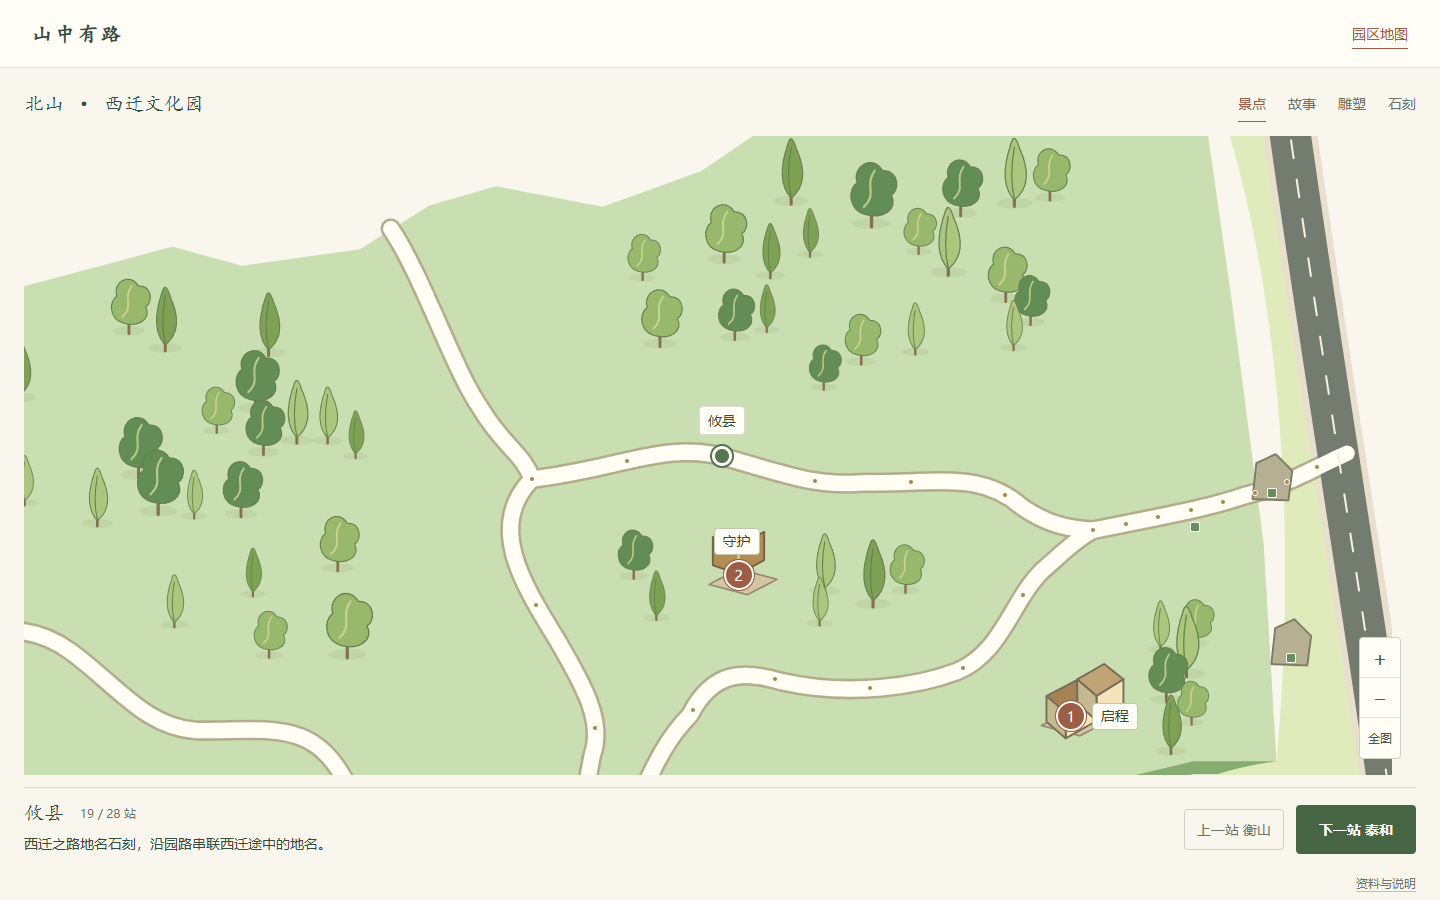 山中有路
园区地图
北山 • 西迁文化园
景点 故事 雕塑 石刻
攸县
守护
2
1
启程
+
−
全图
攸县 19 / 28 站
西迁之路地名石刻，沿园路串联西迁途中的地名。
上一站 衡山
下一站 泰和
资料与说明